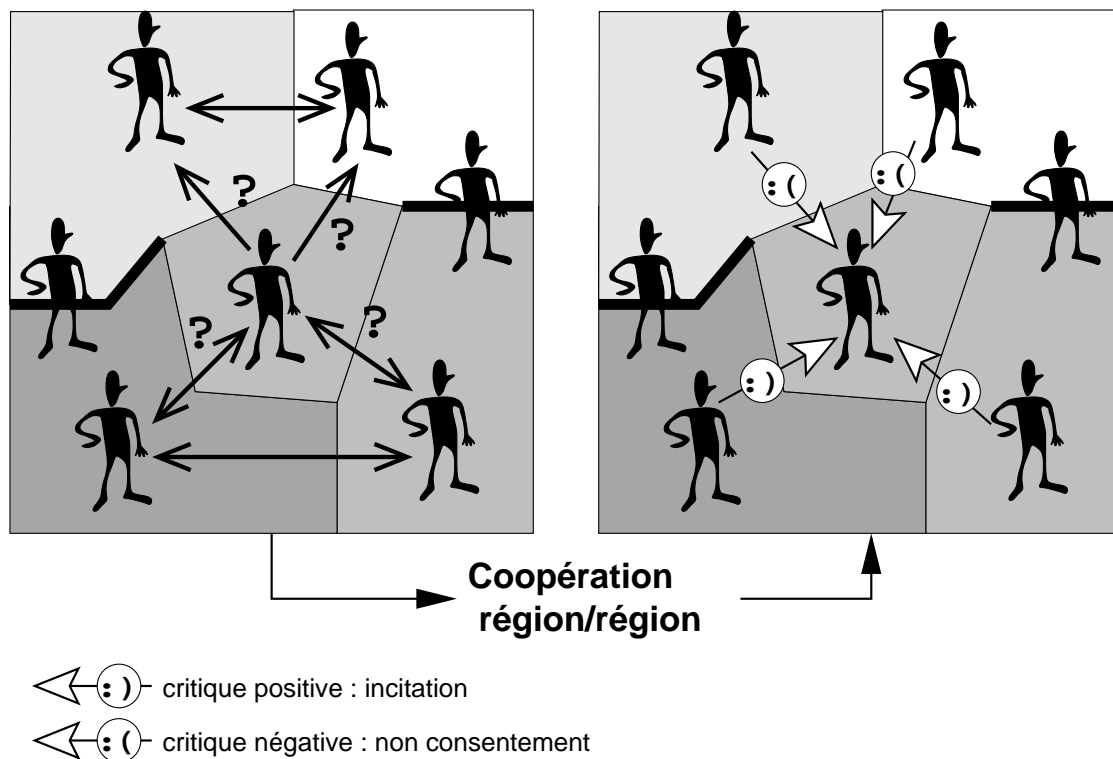 ?
?
?
?
:(
:(
:)
:)
Coopération
région/région
:) critique positive : incitation
:( critique négative : non consentement